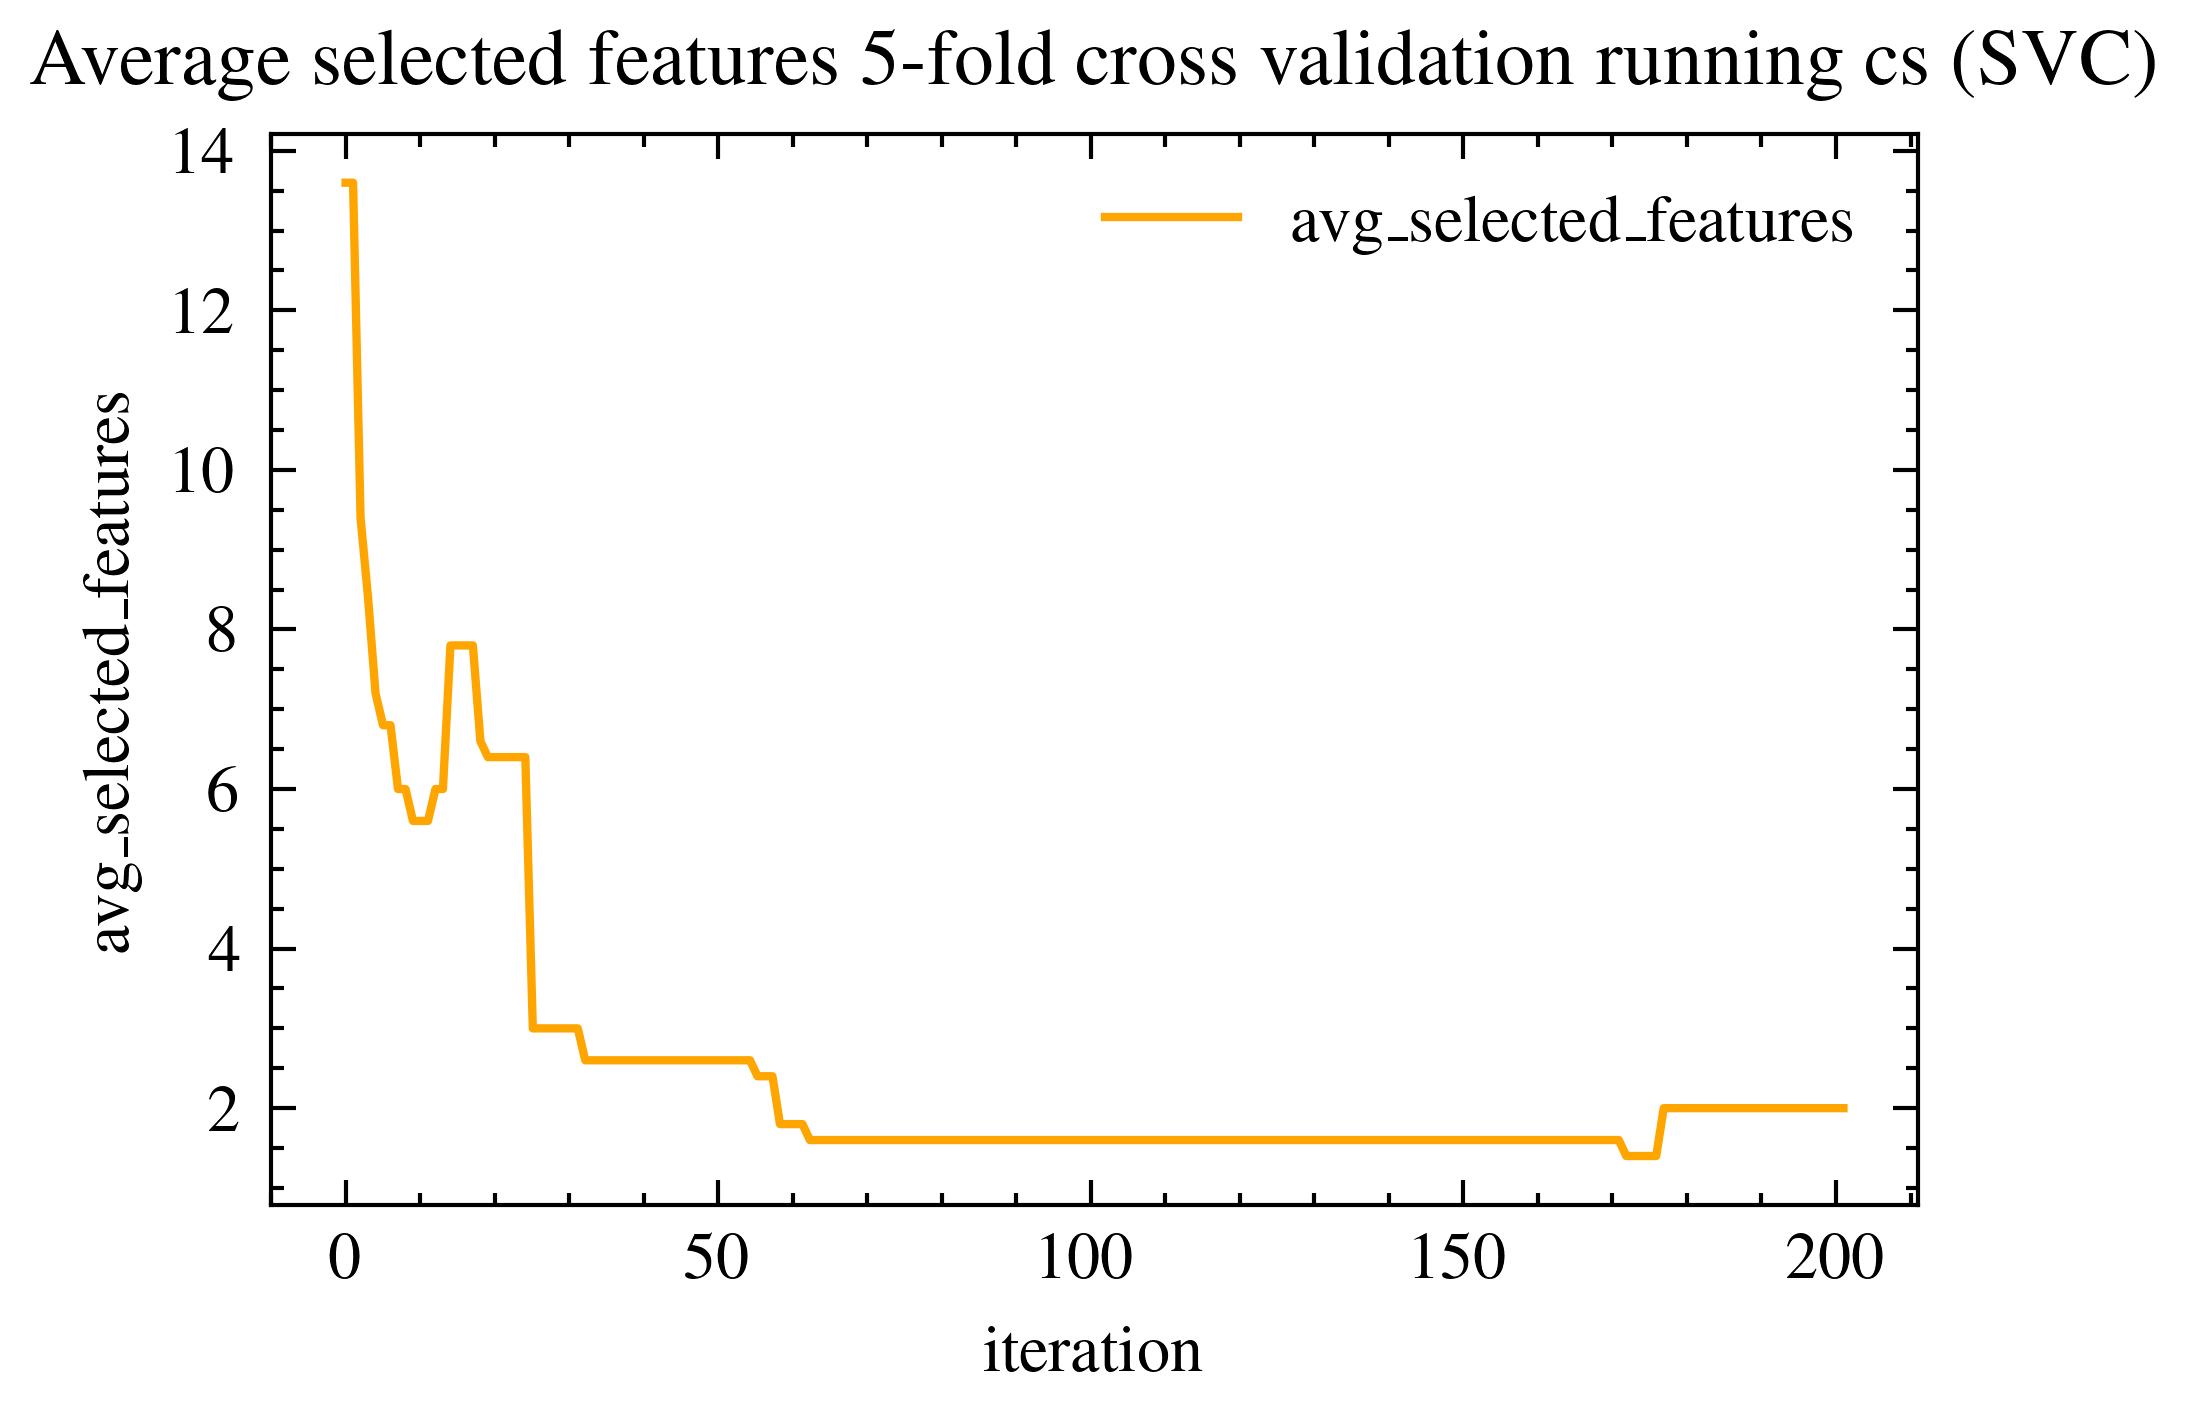 Average selected features 5-fold cross validation running cs (SVC)
14
avg_selected_features
12
10
8
6
4
2
avg_selected_features
0 50 100 150 200
iteration